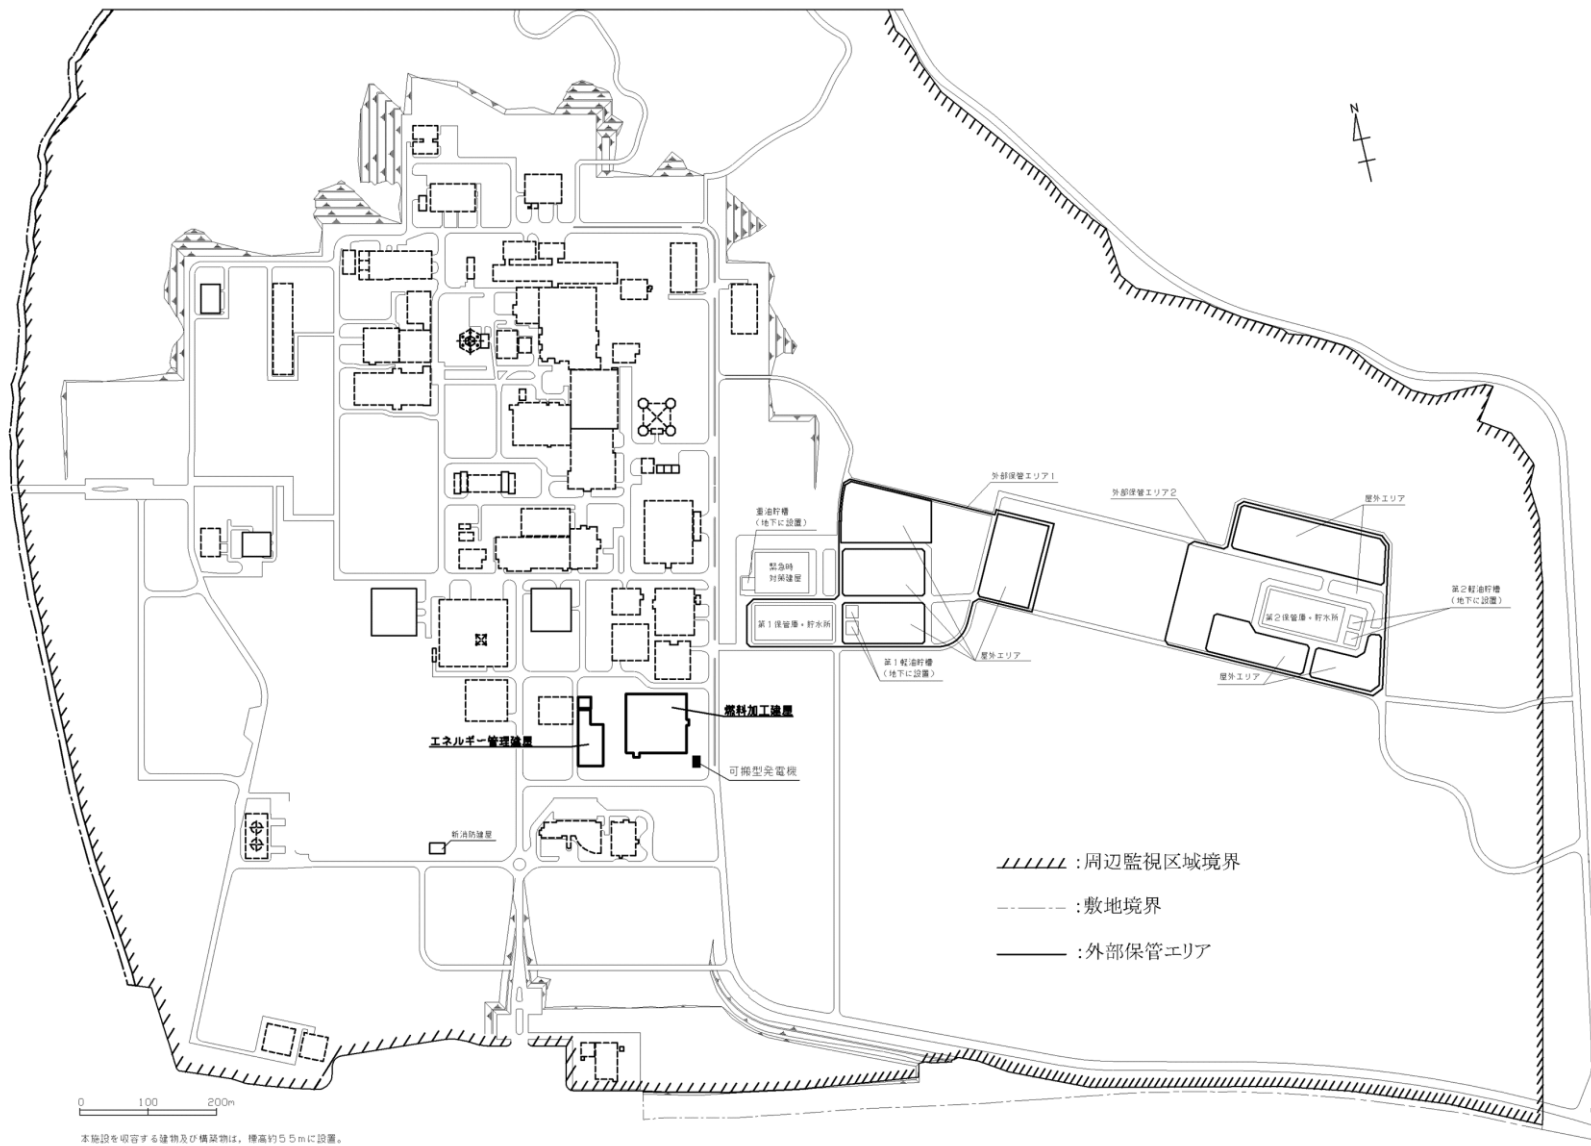 N
外部保管エリア1
外部保管エリア2
屋外エリア
重油貯槽
(地下に設置)
緊急時
対策建屋
第2軽油貯槽
(地下に設置)
第1保管庫・貯水所
第2保管庫・貯水所
第1軽油貯槽
(地下に設置)
屋外エリア
屋外エリア
燃料加工建屋
エネルギー管理建屋
可搬型発電機
新消防建屋
:周辺監視区域境界
:敷地境界
:外部保管エリア
0 100 200m
本施設を収容する建物及び構築物は，標高約55mに設置。